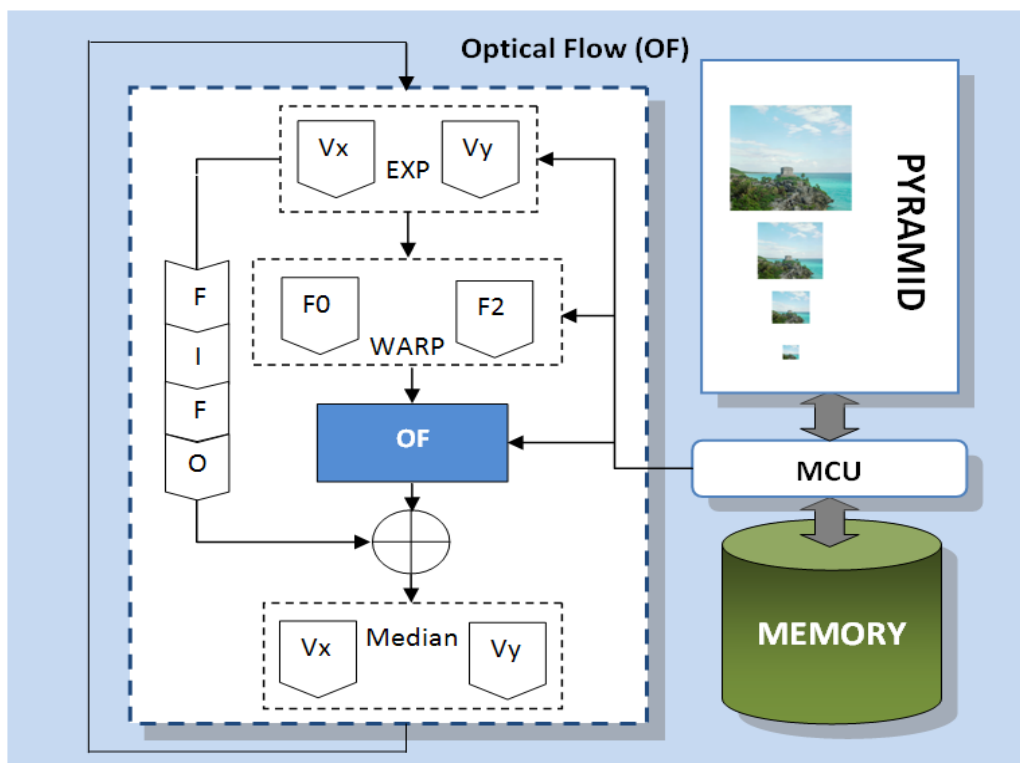 Optical Flow (OF)
Vx
Vy
EXP
F
I
F
O
F0
F2
WARP
OF
Vx
Median
Vy
PYRAMID
MCU
MEMORY